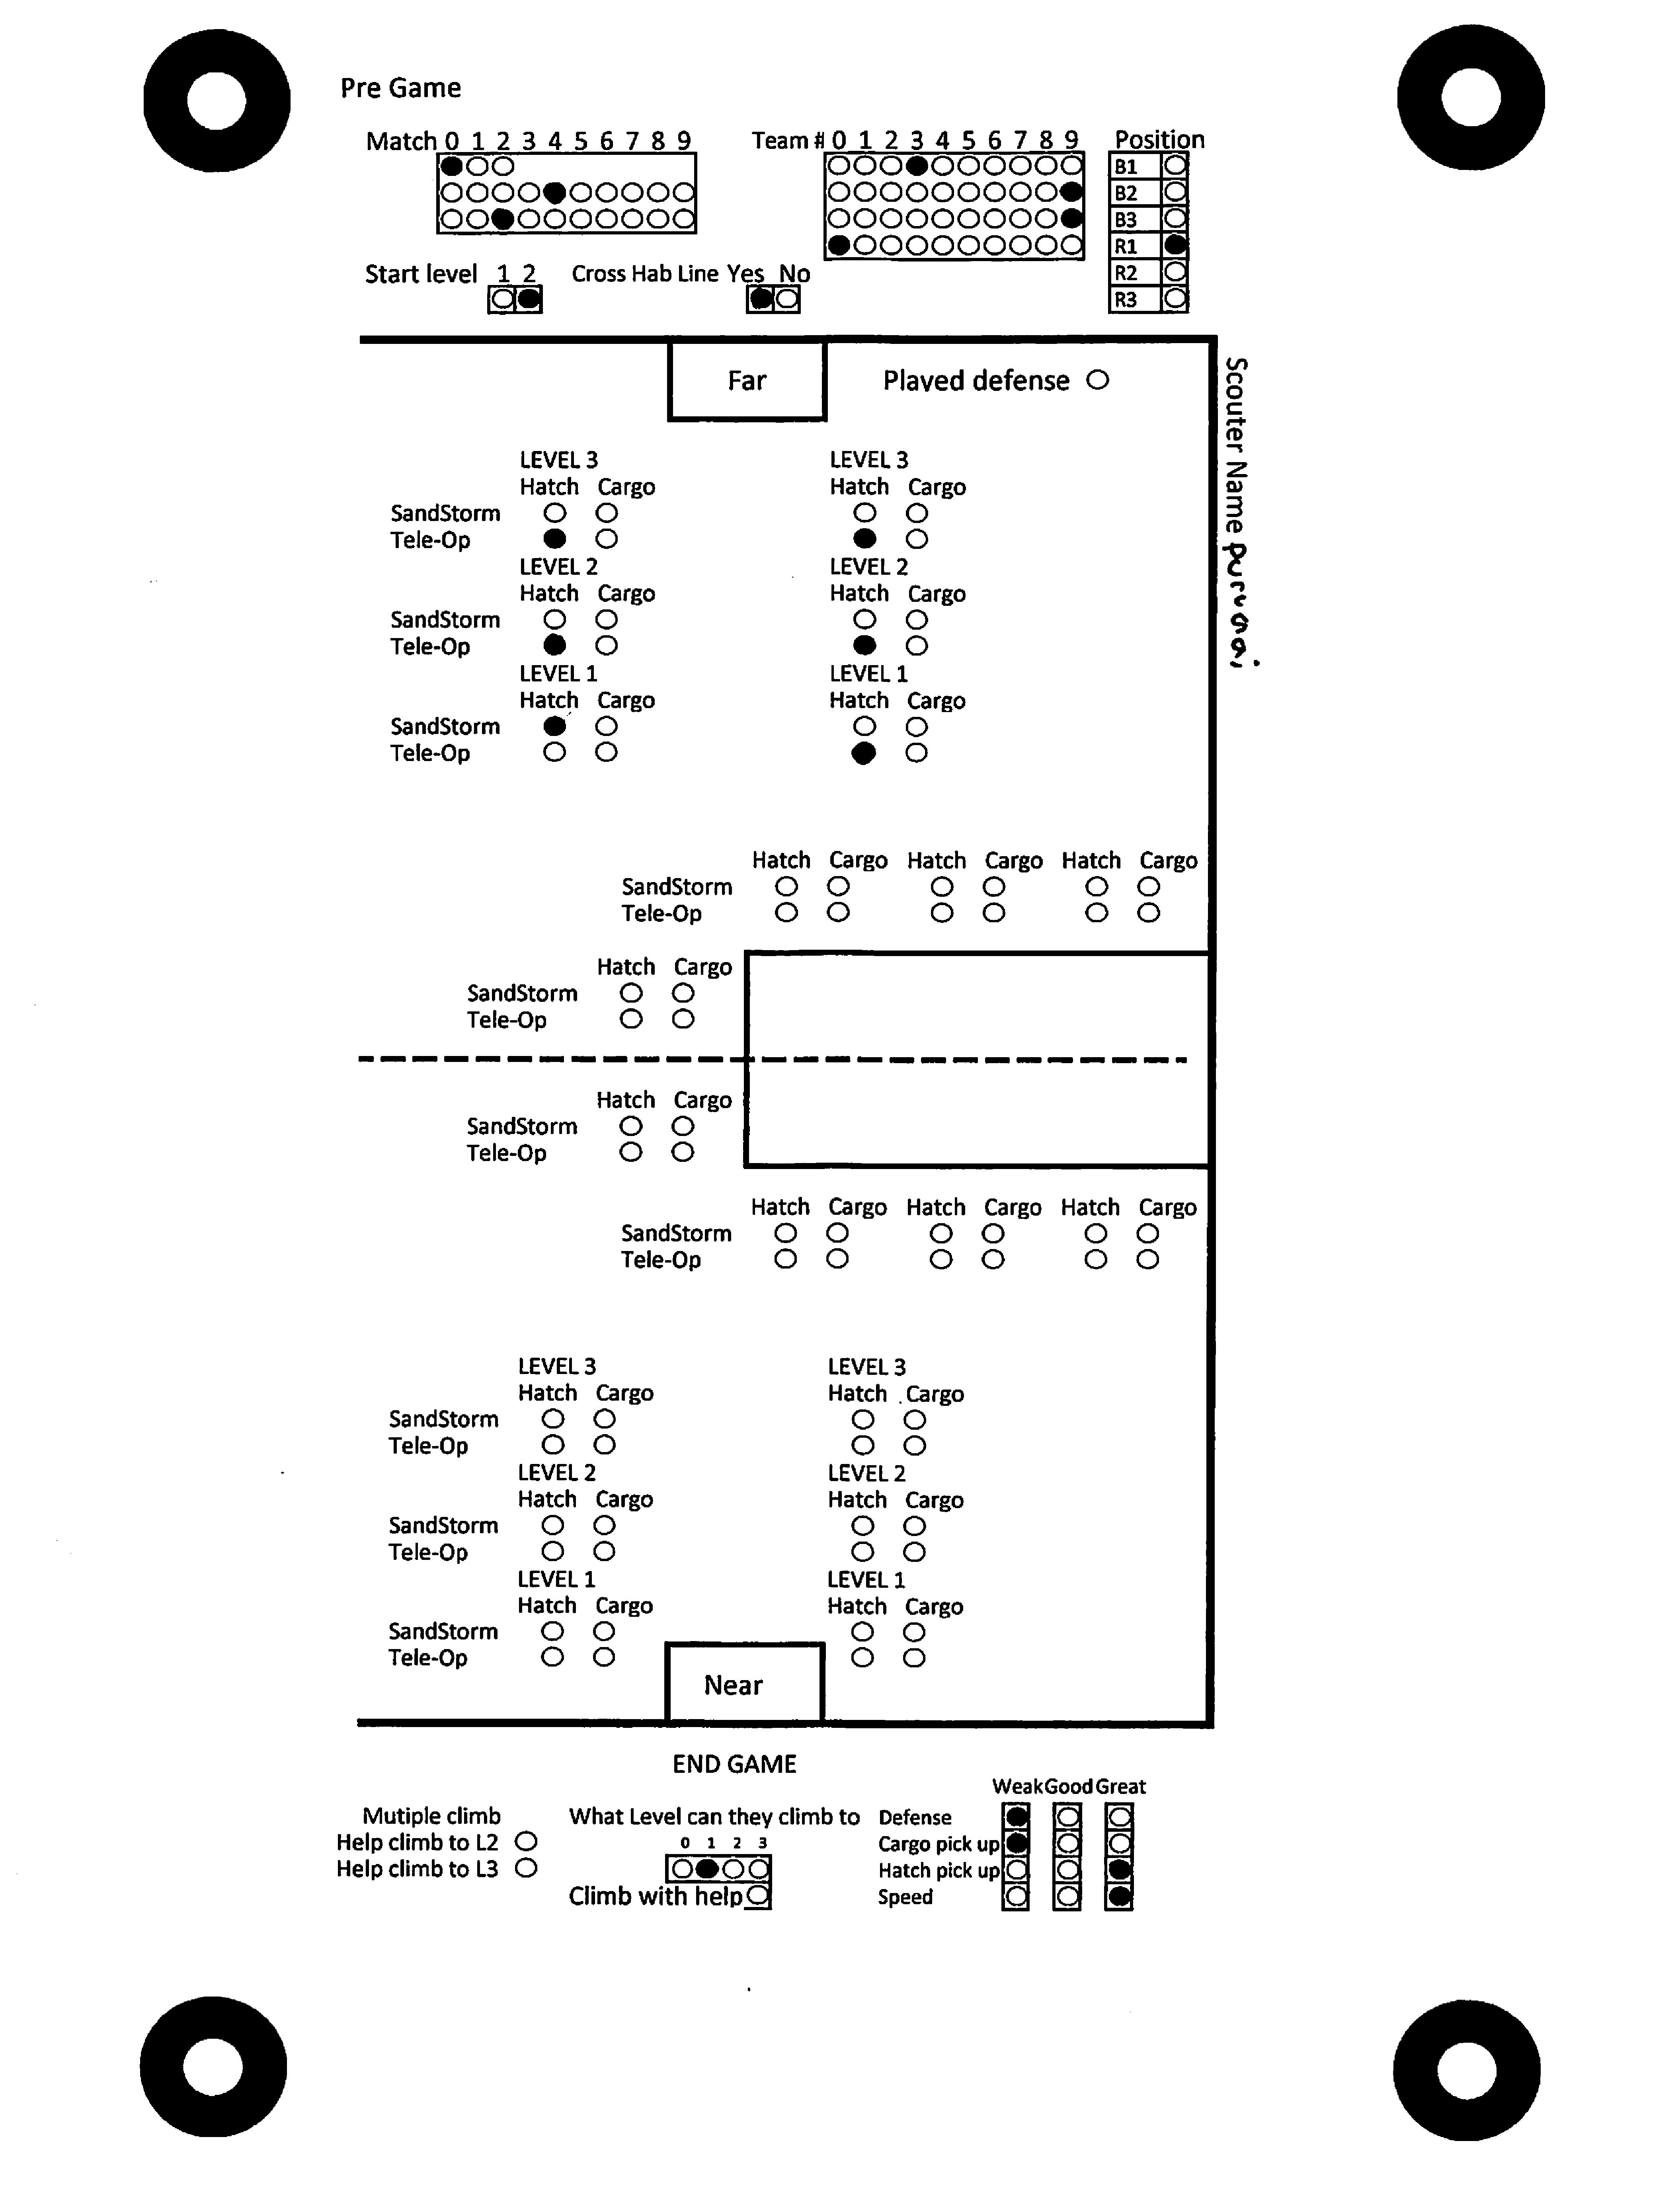 Pre Game
Match 0 1 2 3 4 5 6 7 8 9
Team # 0 1 2 3 4 5 6 7 8 9
Position
B1
B2
B3
R1
R2
R3
Start level 1 2
Cross Hab Line Yes No
Far
Played defense
Scouter Name
LEVEL 3 LEVEL 3
Hatch Cargo Hatch Cargo
SandStorm
Tele-Op
LEVEL 2 LEVEL 2
Hatch Cargo Hatch Cargo
SandStorm
Tele-Op
LEVEL 1 LEVEL 1
Hatch Cargo Hatch Cargo
SandStorm
Tele-Op
Hatch Cargo Hatch Cargo Hatch Cargo
SandStorm
Tele-Op
Hatch Cargo
SandStorm
Tele-Op
Hatch Cargo
SandStorm
Tele-Op
Hatch Cargo Hatch Cargo Hatch Cargo
SandStorm
Tele-Op
LEVEL 3 LEVEL 3
Hatch Cargo Hatch Cargo
SandStorm
Tele-Op
LEVEL 2 LEVEL 2
Hatch Cargo Hatch Cargo
SandStorm
Tele-Op
LEVEL 1 LEVEL 1
Hatch Cargo Hatch Cargo
SandStorm
Tele-Op
Near
END GAME
Mutiple climb
Help climb to L2
Help climb to L3
What Level can they climb to
0 1 2 3
Climb with help
Weak Good Great
Defense
Cargo pick up
Hatch pick up
Speed